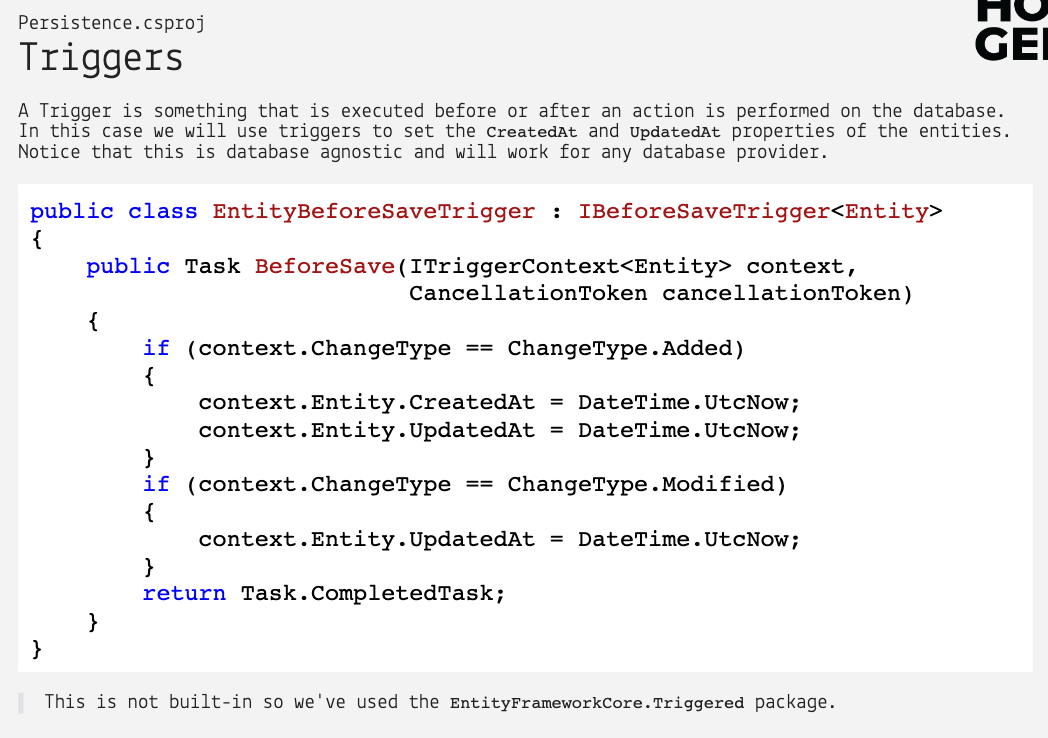 Persistence.csproj
HO
Triggers
GE
A Trigger is something that is executed before or after an action is performed on the database.
In this case we will use triggers to set the CreatedAt and UpdatedAt properties of the entities.
Notice that this is database agnostic and will work for any database provider.
public class EntityBeforeSaveTrigger : IBeforeSaveTrigger<Entity>
{
    public Task BeforeSave(ITriggerContext<Entity> context,
                           CancellationToken cancellationToken)
    {
        if (context.ChangeType == ChangeType.Added)
        {
            context.Entity.CreatedAt = DateTime.UtcNow;
            context.Entity.UpdatedAt = DateTime.UtcNow;
        }
        if (context.ChangeType == ChangeType.Modified)
        {
            context.Entity.UpdatedAt = DateTime.UtcNow;
        }
        return Task.CompletedTask;
    }
}
This is not built-in so we've used the EntityFrameworkCore.Triggered package.